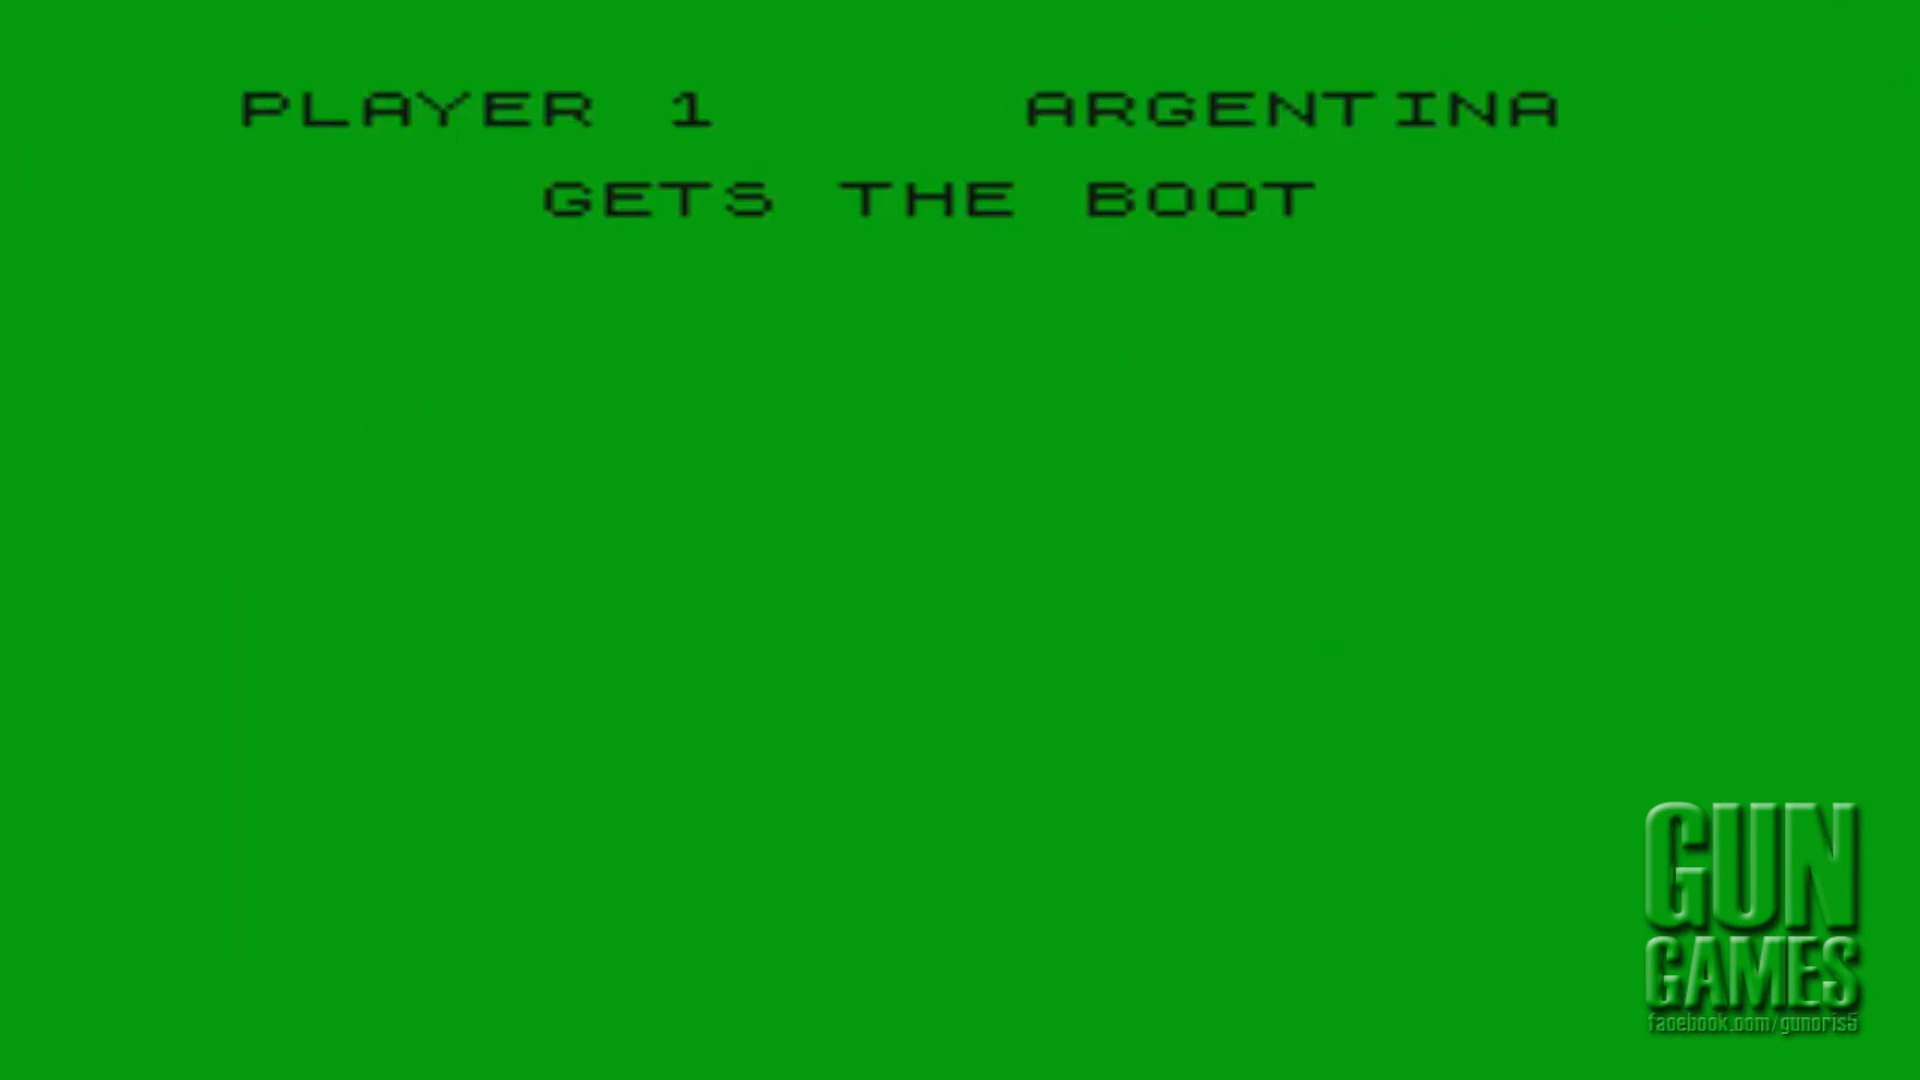 PLAYER 1 ARGENTINA
GETS THE BOOT
GUN
GAMES
facebook.com/gunoris5